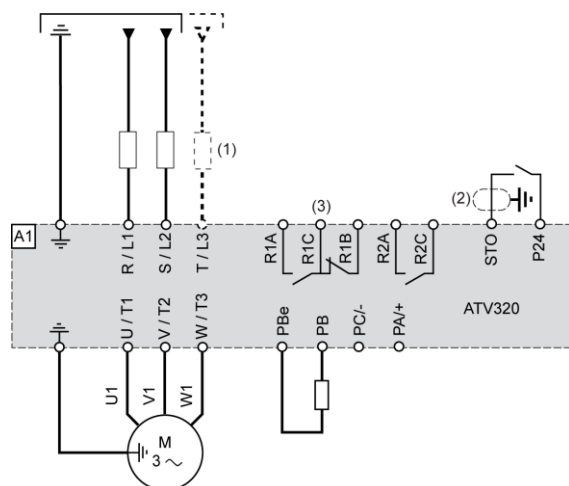 (1)
(2)
(3)
A1
R / L1
S / L2
T / L3
R1A
R1C
R1B
R2A
R2C
STO
P24
U / T1
V / T2
W / T3
PBe
PB
PC/-
PA/+
ATV320
U1
V1
W1
M
3 ~